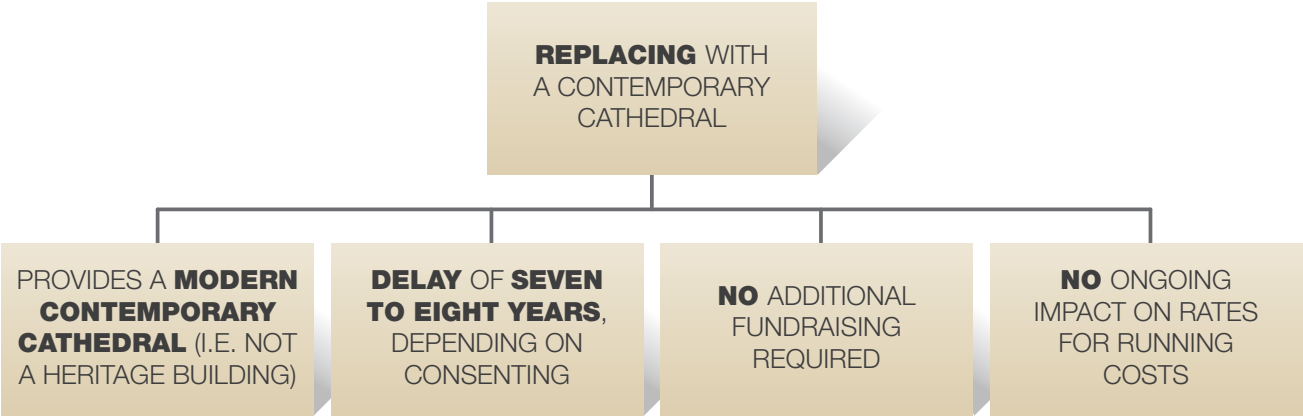 REPLACING WITH
A CONTEMPORARY
CATHEDRAL
PROVIDES A MODERN
CONTEMPORARY
CATHEDRAL (I.E. NOT
A HERITAGE BUILDING)
DELAY OF SEVEN
TO EIGHT YEARS,
DEPENDING ON
CONSENTING
NO ADDITIONAL
FUNDRAISING
REQUIRED
NO ONGOING
IMPACT ON RATES
FOR RUNNING
COSTS